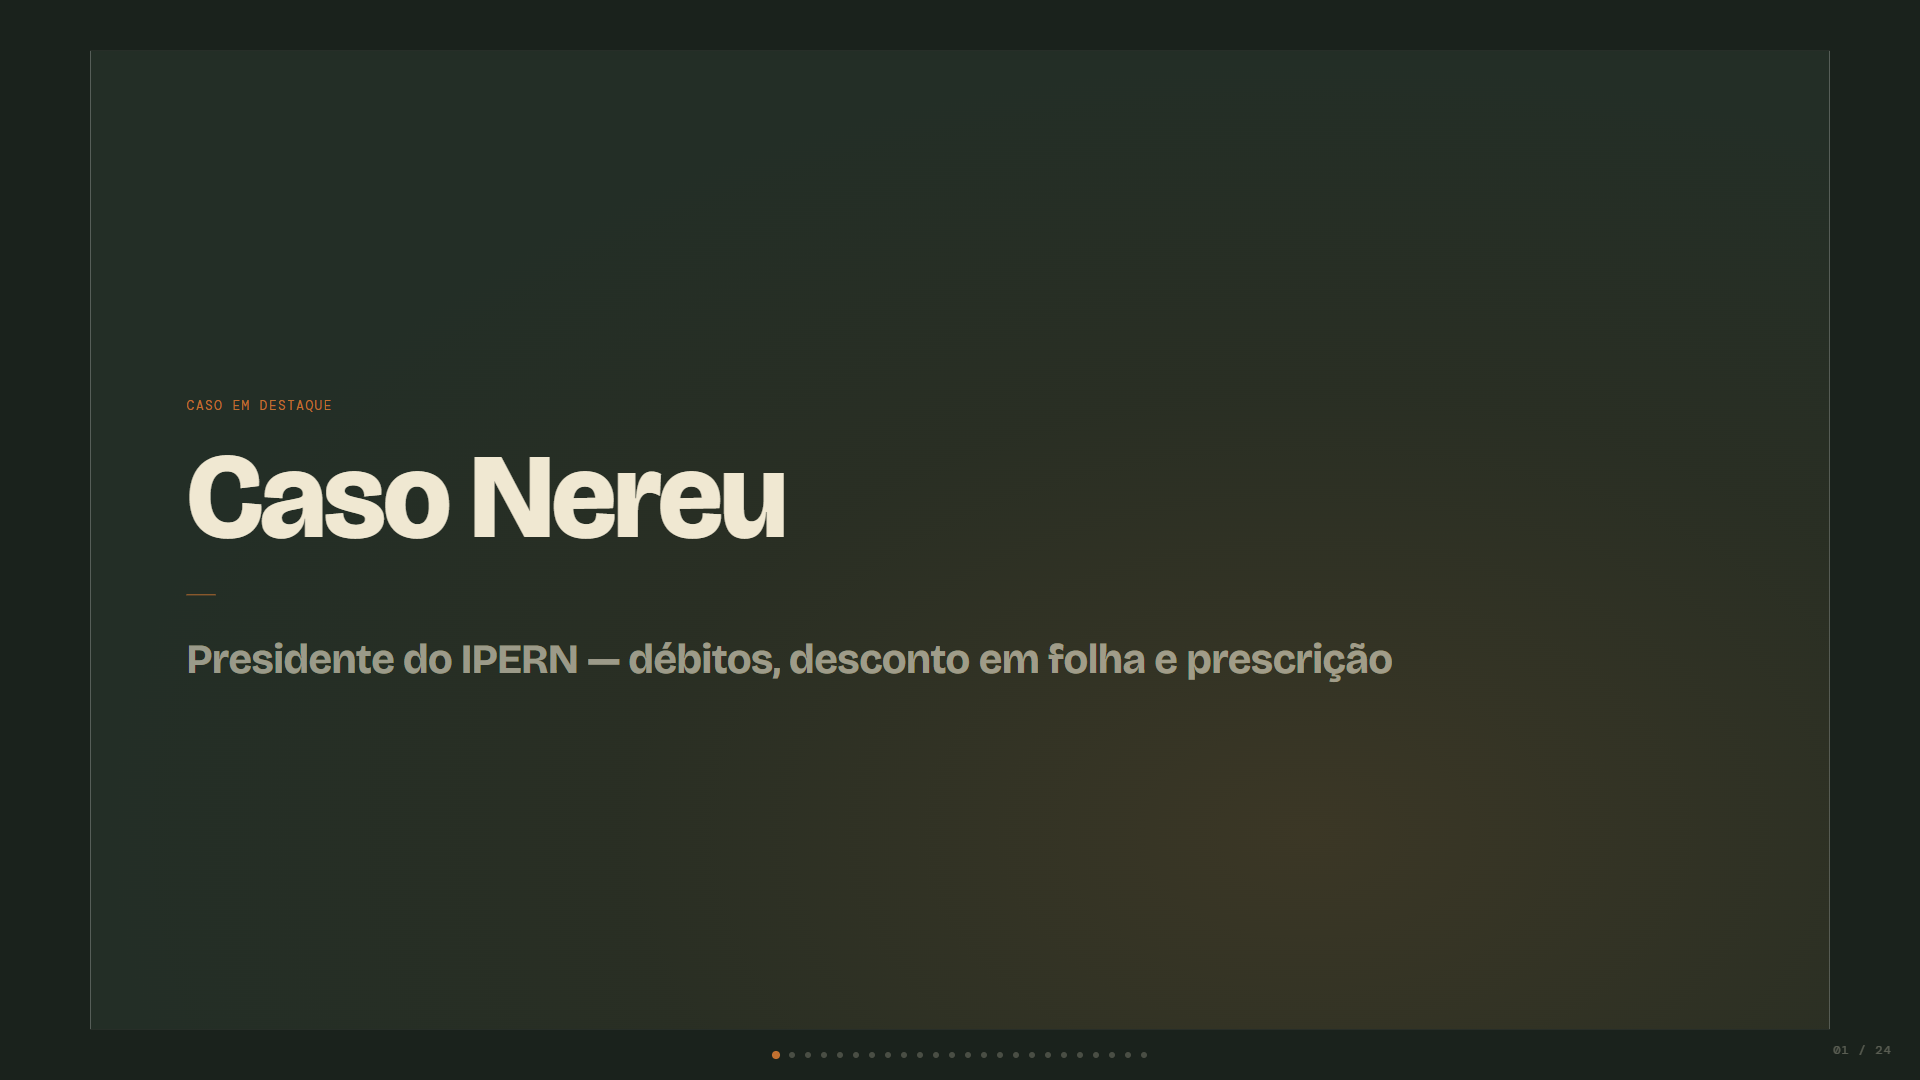 CASO EM DESTAQUE
Caso Nereu
Presidente do IPERN — débitos, desconto em folha e prescrição
01 / 24